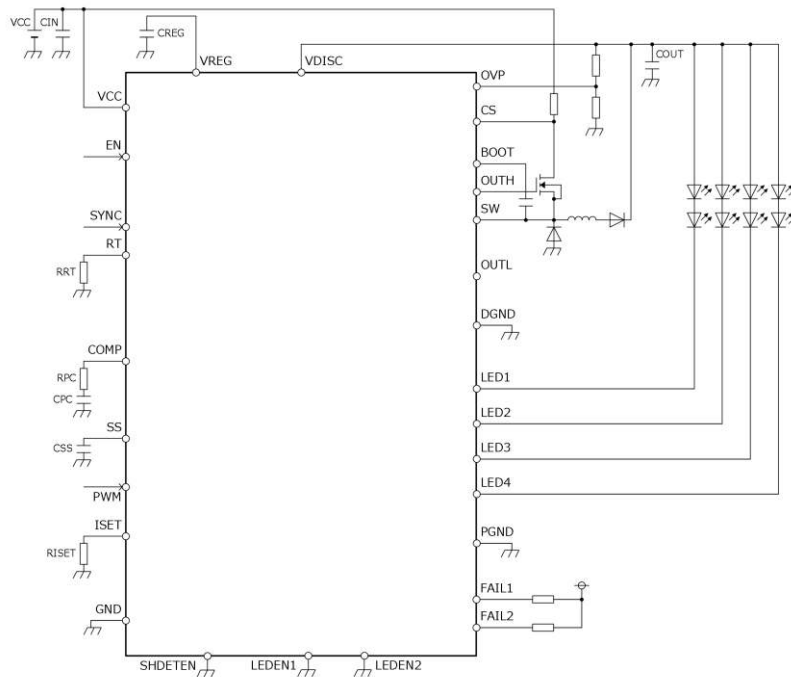 VCC
CIN
CREG
VREG
VDISC
COUT
OVP
VCC
CS
EN
BOOT
OUTH
SYNC
SW
RT
RRT
OUTL
DGND
COMP
RPC
CPC
LED1
LED2
SS
CSS
LED3
LED4
PWM
ISET
RISET
PGND
FAIL1
GND
FAIL2
SHDETEN
LEDEN1
LEDEN2